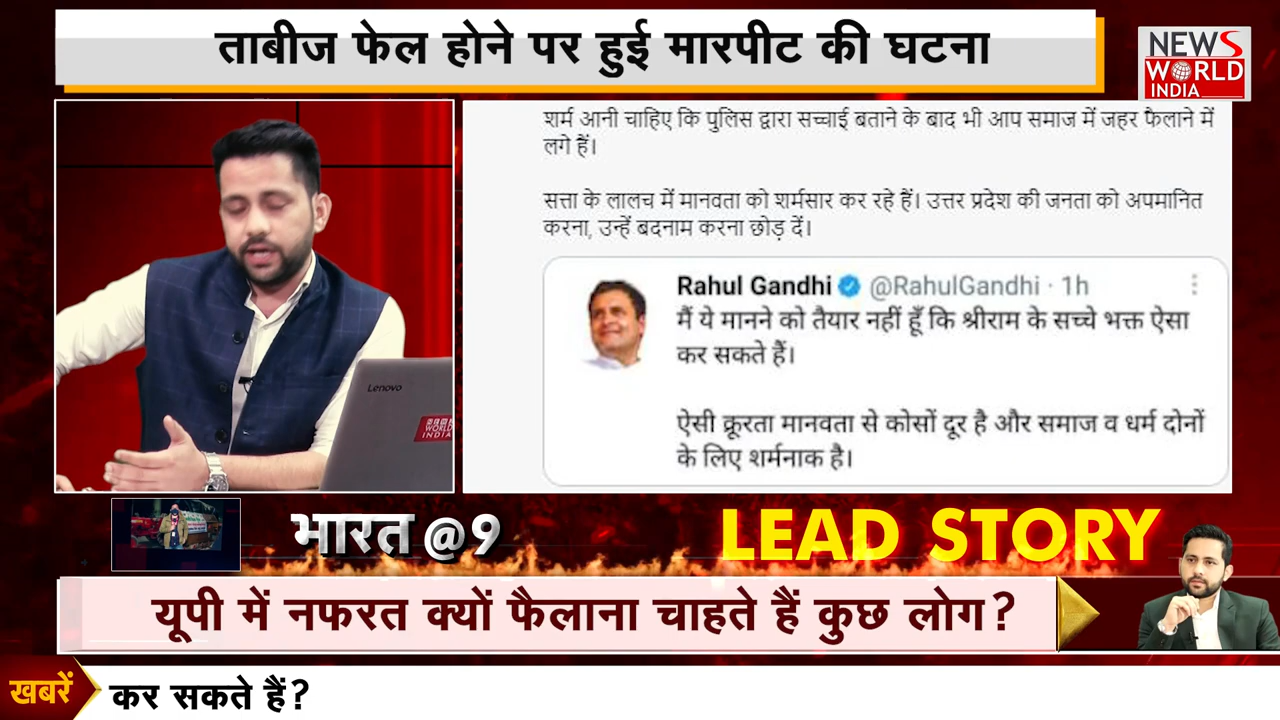 ताबीज फेल होने पर हुई मारपीट की घटना
NEWS
WORLD
INDIA
शर्म आनी चाहिए कि पुलिस द्वारा सच्चाई बताने के बाद भी आप समाज में जहर फैलाने में
लगे हैं।
सत्ता के लालच में मानवता को शर्मसार कर रहे हैं। उत्तर प्रदेश की जनता को अपमानित
करना, उन्हें बदनाम करना छोड़ दें।
Rahul Gandhi @RahulGandhi · 1h
मैं ये मानने को तैयार नहीं हूँ कि श्रीराम के सच्चे भक्त ऐसा
कर सकते हैं।
ऐसी क्रूरता मानवता से कोसों दूर है और समाज व धर्म दोनों
के लिए शर्मनाक है।
Lenovo
NEWS
WORLD
INDIA
भारत @9
LEAD STORY
यूपी में नफरत क्यों फैलाना चाहते हैं कुछ लोग?
खबरें
कर सकते हैं?